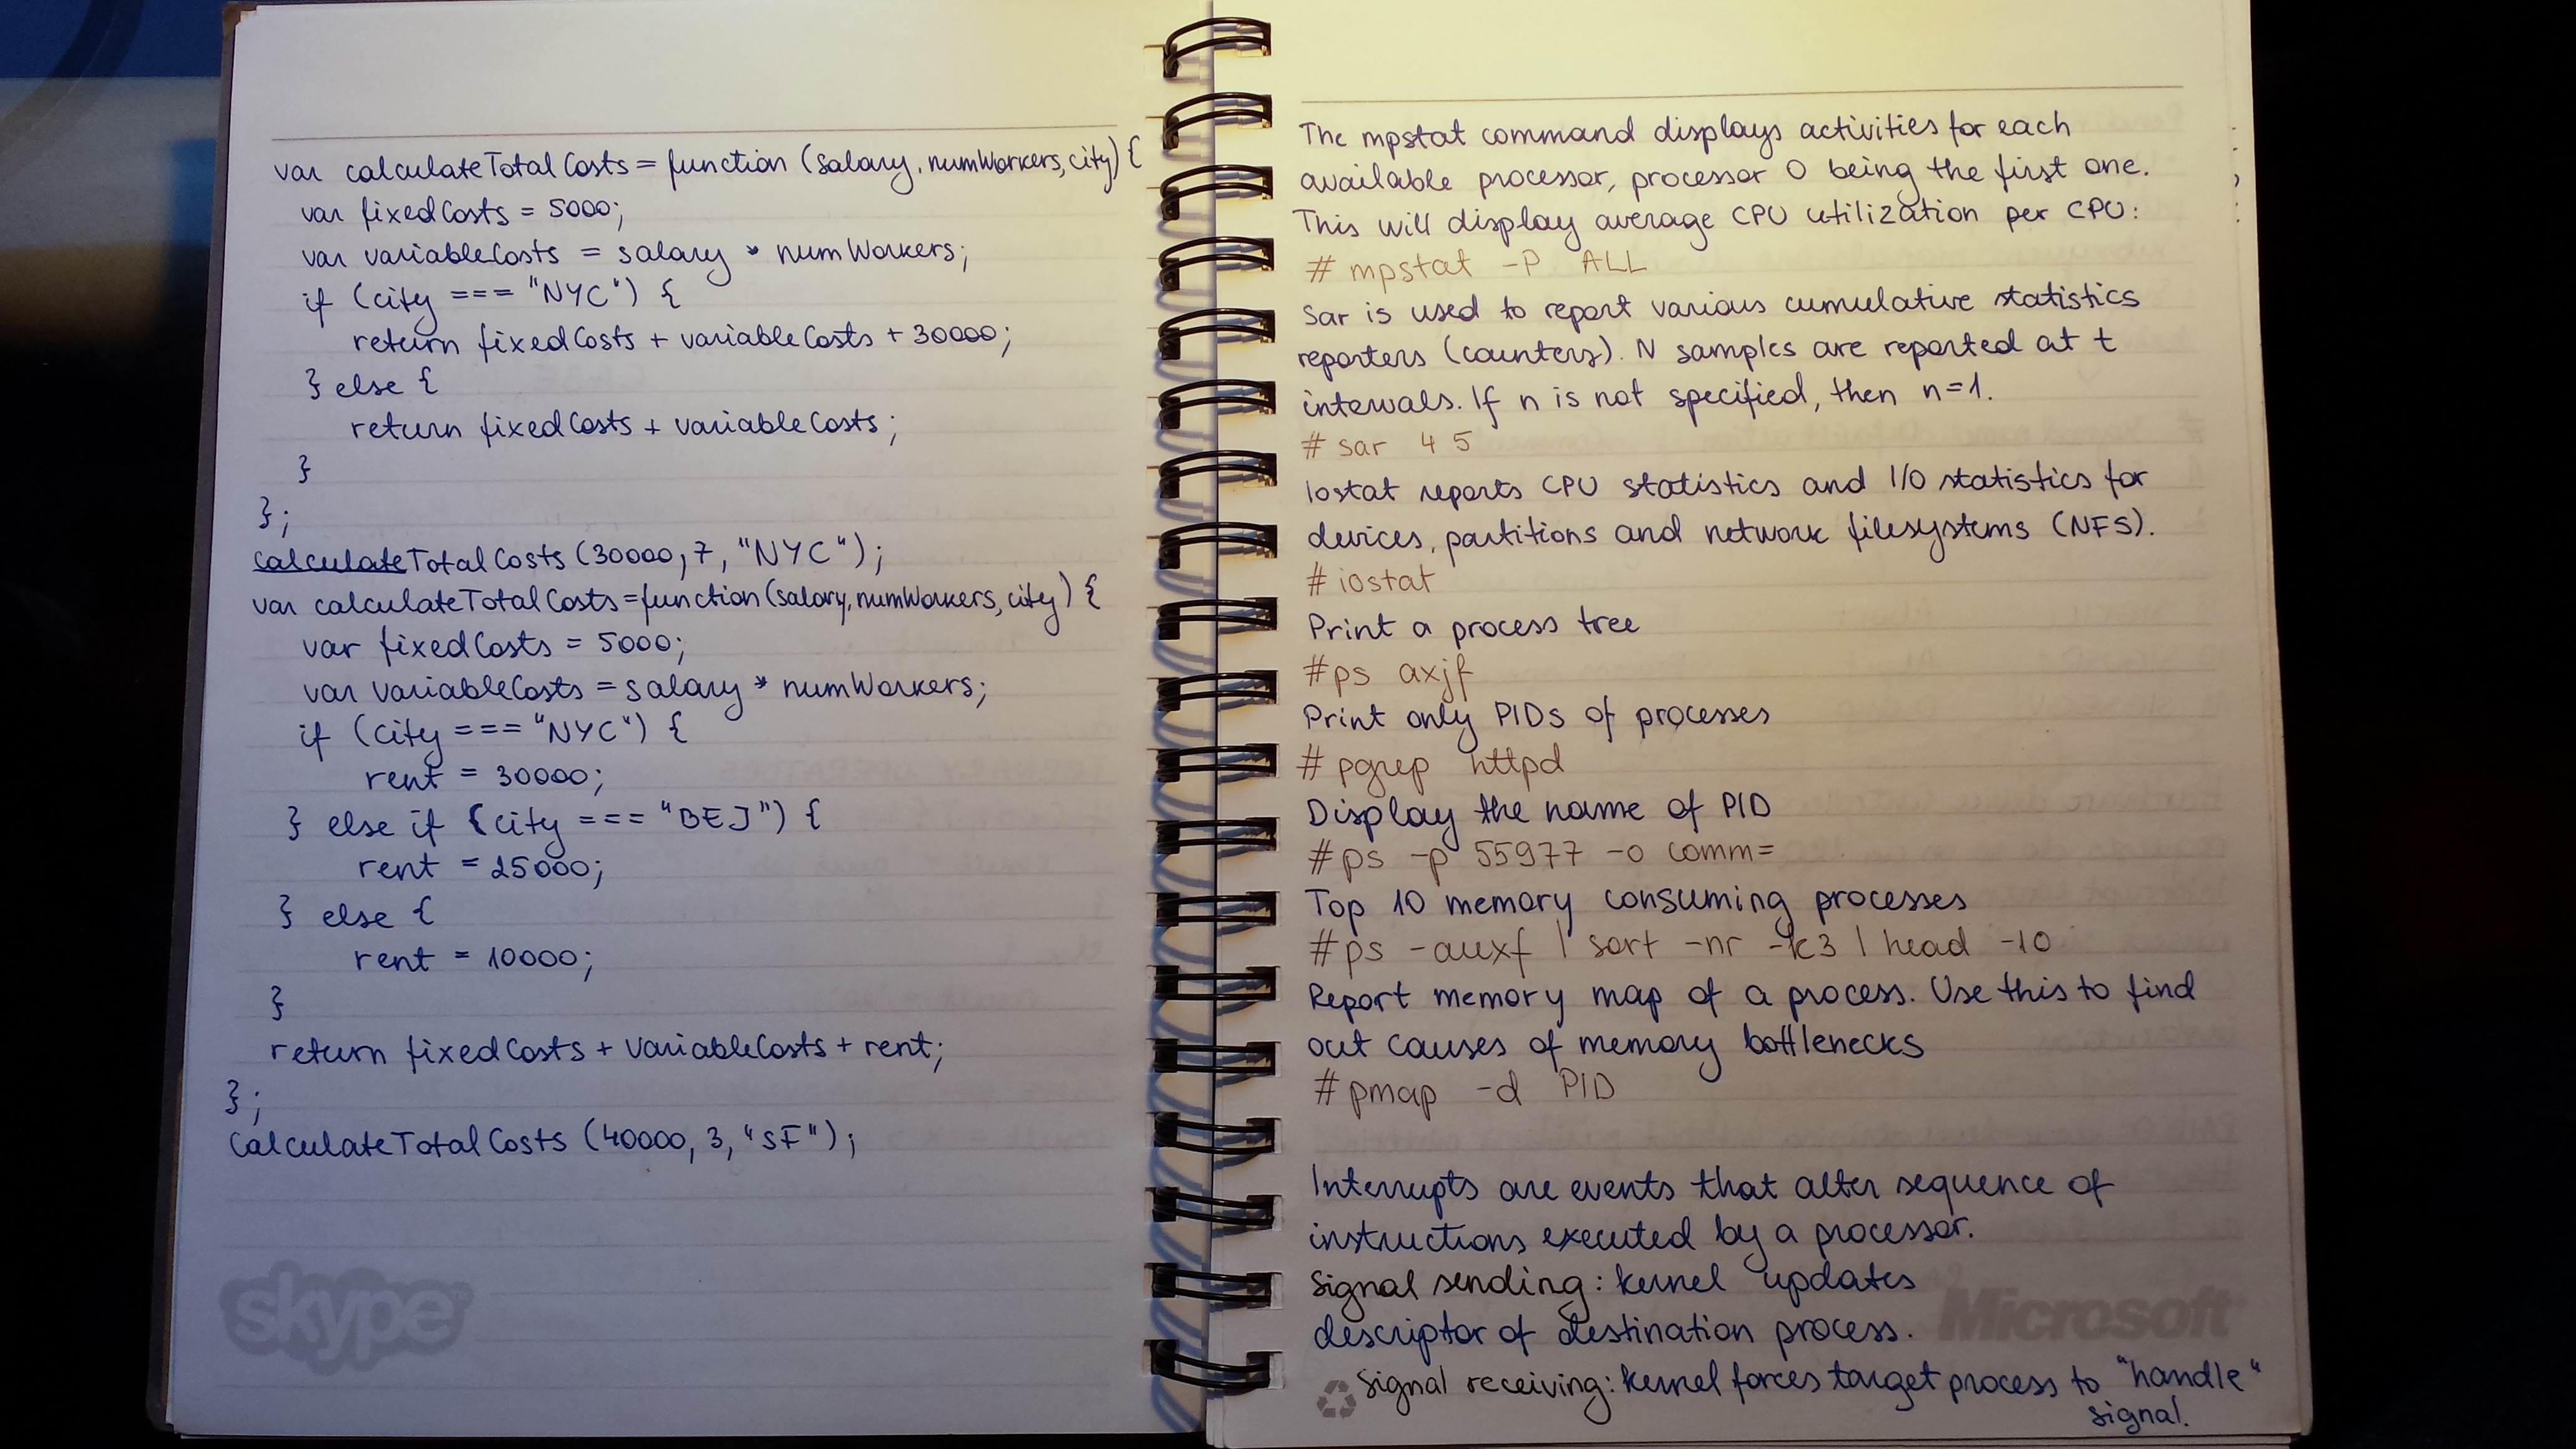 var calculateTotalCosts = function (salary, numWorkers, city) {
var fixedCosts = 5000;
var variableCosts = salary * numWorkers;
if (city === "NYC") {
return fixedCosts + variableCosts + 30000;
} else {
return fixedCosts + variableCosts;
}
};
calculateTotalCosts (30000, 7, "NYC");
var calculateTotalCosts = function (salary, numWorkers, city) {
var fixedCosts = 5000;
var variableCosts = salary * numWorkers;
if (city === "NYC") {
rent = 30000;
} else if (city === "BEJ") {
rent = 25000;
} else {
rent = 10000;
}
return fixedCosts + variableCosts + rent;
};
calculateTotalCosts (40000, 3, "SF");
skype
The mpstat command displays activities for each
available processor, processor 0 being the first one.
This will display average CPU utilization per CPU:
# mpstat -P ALL
Sar is used to report various cumulative statistics
reporters (counters). N samples are reported at t
intervals. If n is not specified, then n=1.
# sar 4 5
Iostat reports CPU statistics and I/O statistics for
devices, partitions and network filesystems (NFS).
# iostat
Print a process tree
#ps axjf
Print only PIDs of processes
# pgrep httpd
Display the name of PID
#ps -p 55977 -o comm=
Top 10 memory consuming processes
#ps -auxf | sort -nr -k3 | head -10
Report memory map of a process. Use this to find
out causes of memory bottlenecks
# pmap -d PID
Interrupts are events that alter sequence of
instructions executed by a processor.
Signal sending: kernel updates
descriptor of destination process.
Microsoft
Signal receiving: kernel forces target process to "handle"
signal.